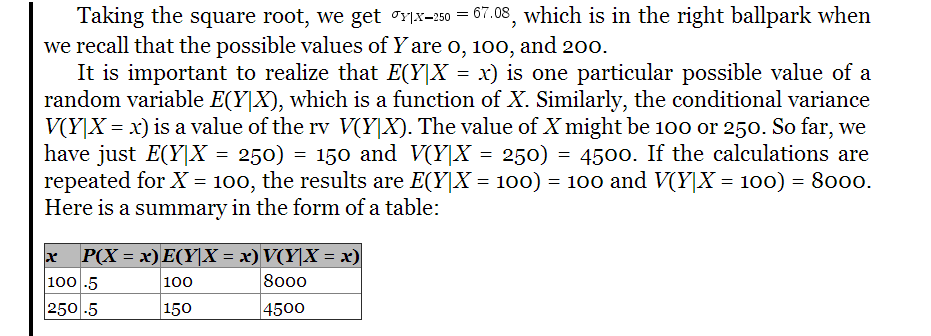 Taking the square root, we get σY|X–250 = 67.08, which is in the right ballpark when
we recall that the possible values of Y are 0, 100, and 200.
It is important to realize that E(Y|X = x) is one particular possible value of a
random variable E(Y|X), which is a function of X. Similarly, the conditional variance
V(Y|X = x) is a value of the rv V(Y|X). The value of X might be 100 or 250. So far, we
have just E(Y|X = 250) = 150 and V(Y|X = 250) = 4500. If the calculations are
repeated for X = 100, the results are E(Y|X = 100) = 100 and V(Y|X = 100) = 8000.
Here is a summary in the form of a table:
x P(X = x) E(Y|X = x) V(Y|X = x)
100 .5 100 8000
250 .5 150 4500